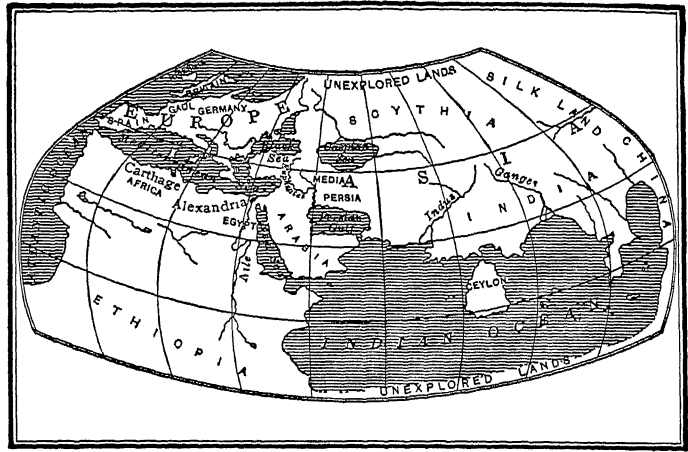 UNEXPLORED LANDS
SILK LAND
CHINA
SCYTHIA
BRITAIN
GAUL
GERMANY
EUROPE
SPAIN
Black
Sea
Caspian
Sea
ASIA
MEDIA
PERSIA
Carthage
AFRICA
Alexandria
EGYPT
Nile
ARABIA
Persian
Gulf
Indus
Ganges
INDIA
CEYLON
ETHIOPIA
INDIAN OCEAN
UNEXPLORED LANDS